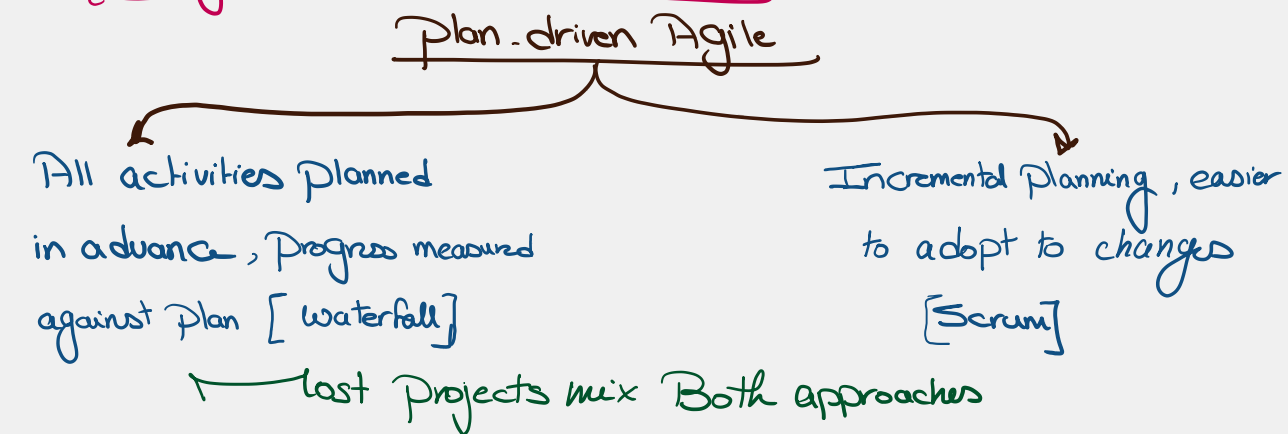 Plan-driven Agile
All activities planned
in advance, Progress measured
against Plan [Waterfall]
Incremental Planning, easier
to adopt to changes
[Scrum]
Most Projects mix Both approaches